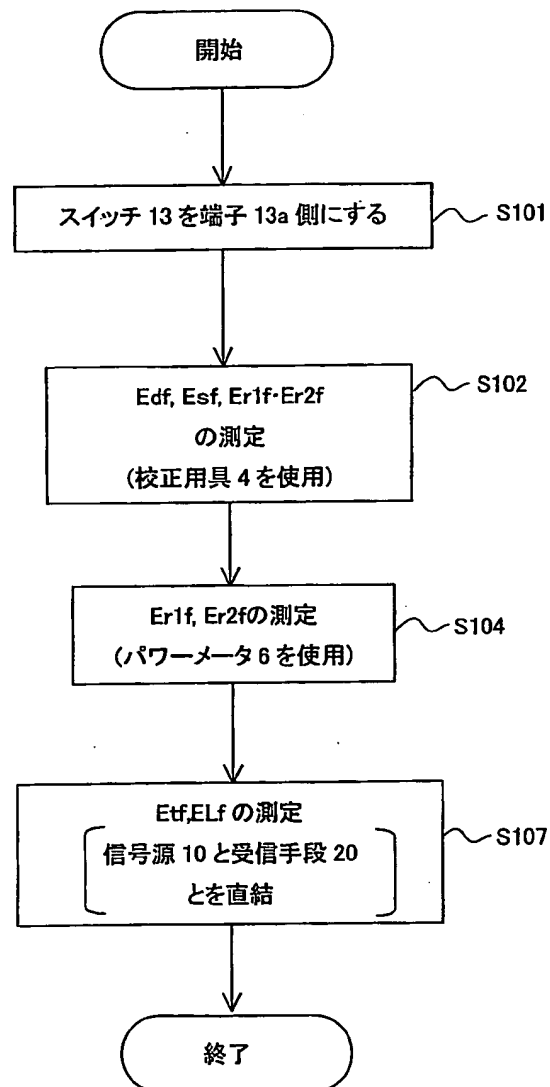 開始
スイッチ 13 を端子 13a 側にする
S101
Edf, Esf, Er1f・Er2f
の測定
(校正用具 4 を使用)
S102
Er1f, Er2fの測定
(パワーメータ 6 を使用)
S104
Etf,ELf の測定
信号源 10 と受信手段 20
とを直結
S107
終了